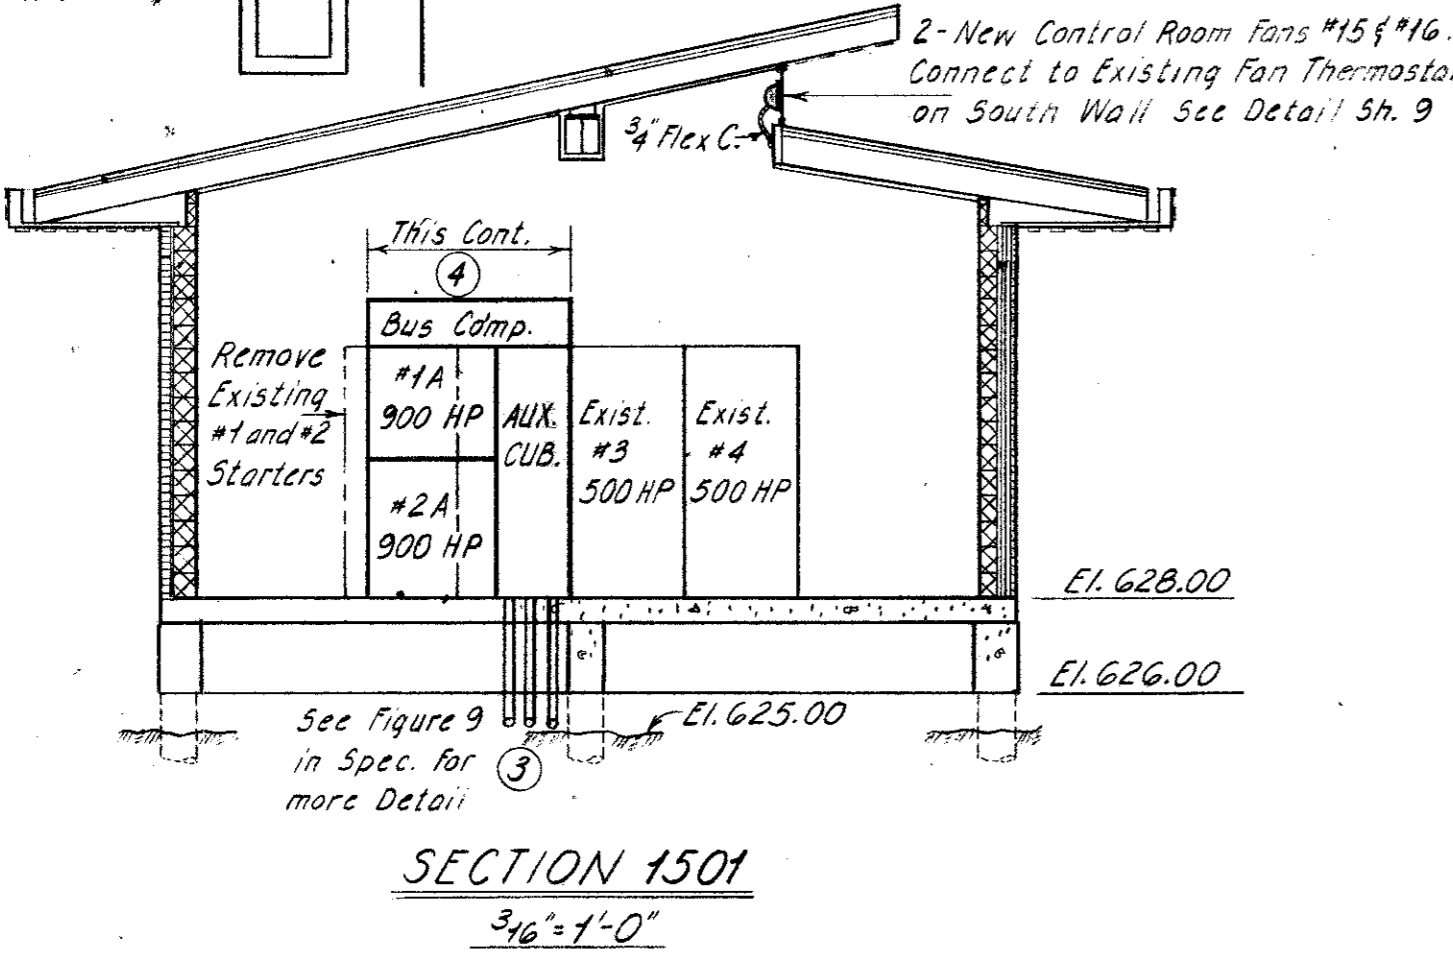 2-New Control Room Fans #15 & #16.
Connect to Existing Fan
on South Wall See Detail Sh. 9
3/4" Flex C.
This Cont.
4
Bus Comp.
Remove
Existing
#1 and #2
Starters
#1A
900 HP
#2A
900 HP
AUX.
CUB.
Exist.
#3
500 HP
Exist.
#4
500 HP
El. 628.00
El. 626.00
El. 625.00
See Figure 9
in Spec. for
more Detail
3
SECTION 1501
3/16"=1'-0"